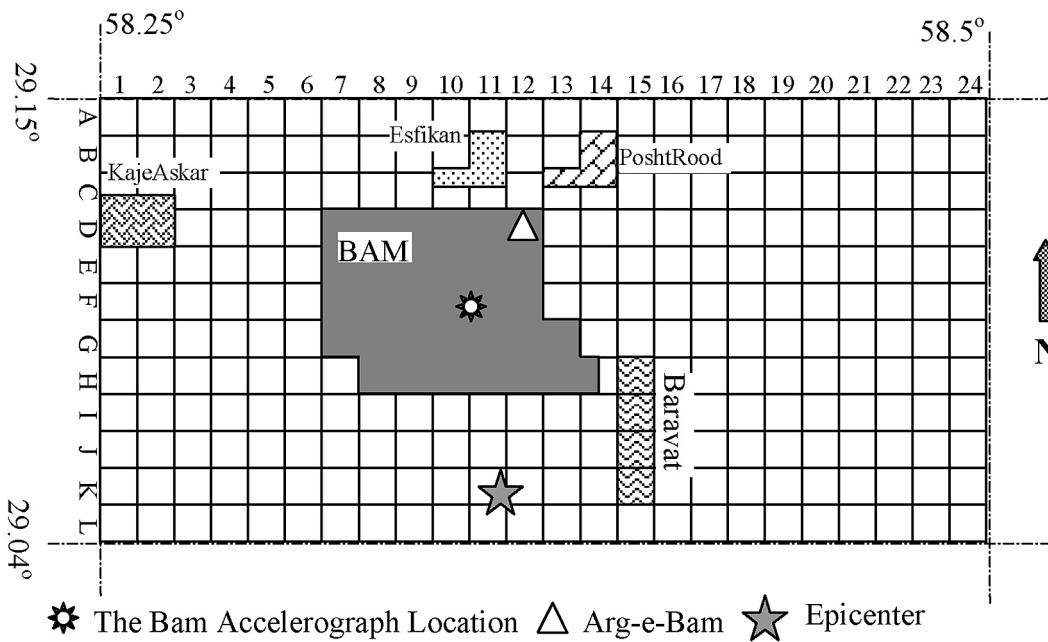 58.25°
58.5°
29.15°
1 2 3 4 5 6 7 8 9 10 11 12 13 14 15 16 17 18 19 20 21 22 23 24
A
B
C
D
E
F
G
H
I
J
K
L
Esfikan
PoshtRood
KajeAskar
BAM
N
Baravat
29.04°
The Bam Accelerograph Location
Arg-e-Bam
Epicenter